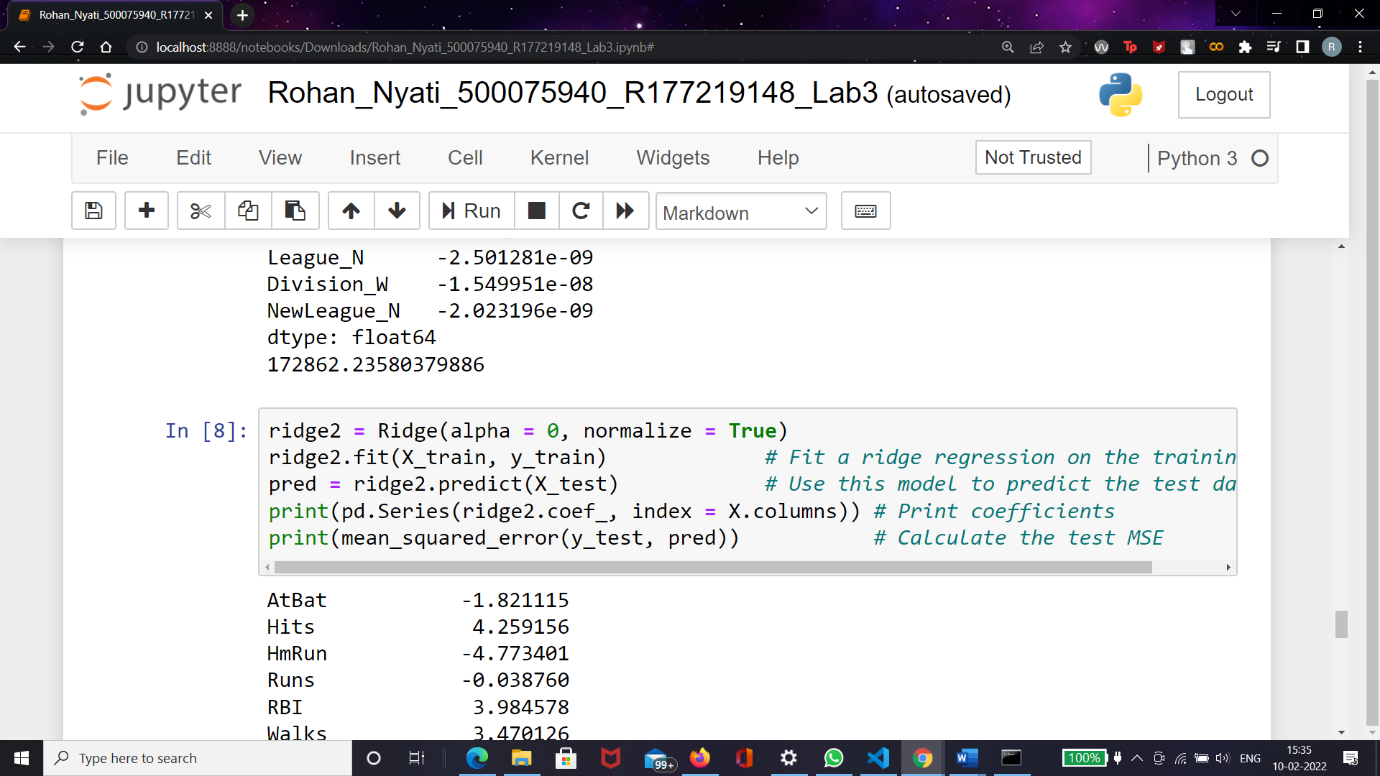 Rohan_Nyati_500075940_R17721
localhost:8888/notebooks/Downloads/Rohan_Nyati_500075940_R177219148_Lab3.ipynb#
Tp
R
jupyter Rohan_Nyati_500075940_R177219148_Lab3 (autosaved)
Logout
File Edit View Insert Cell Kernel Widgets Help Not Trusted Python 3
Run Markdown
League_N -2.501281e-09
Division_W -1.549951e-08
NewLeague_N -2.023196e-09
dtype: float64
172862.23580379886
In [8]: ridge2 = Ridge(alpha = 0, normalize = True)
ridge2.fit(X_train, y_train) # Fit a ridge regression on the trainin
pred = ridge2.predict(X_test) # Use this model to predict the test da
print(pd.Series(ridge2.coef_, index = X.columns)) # Print coefficients
print(mean_squared_error(y_test, pred)) # Calculate the test MSE
AtBat -1.821115
Hits 4.259156
HmRun -4.773401
Runs -0.038760
RBI 3.984578
Walks 3.470126
Type here to search
99+
100%
ENG
15:35
10-02-2022